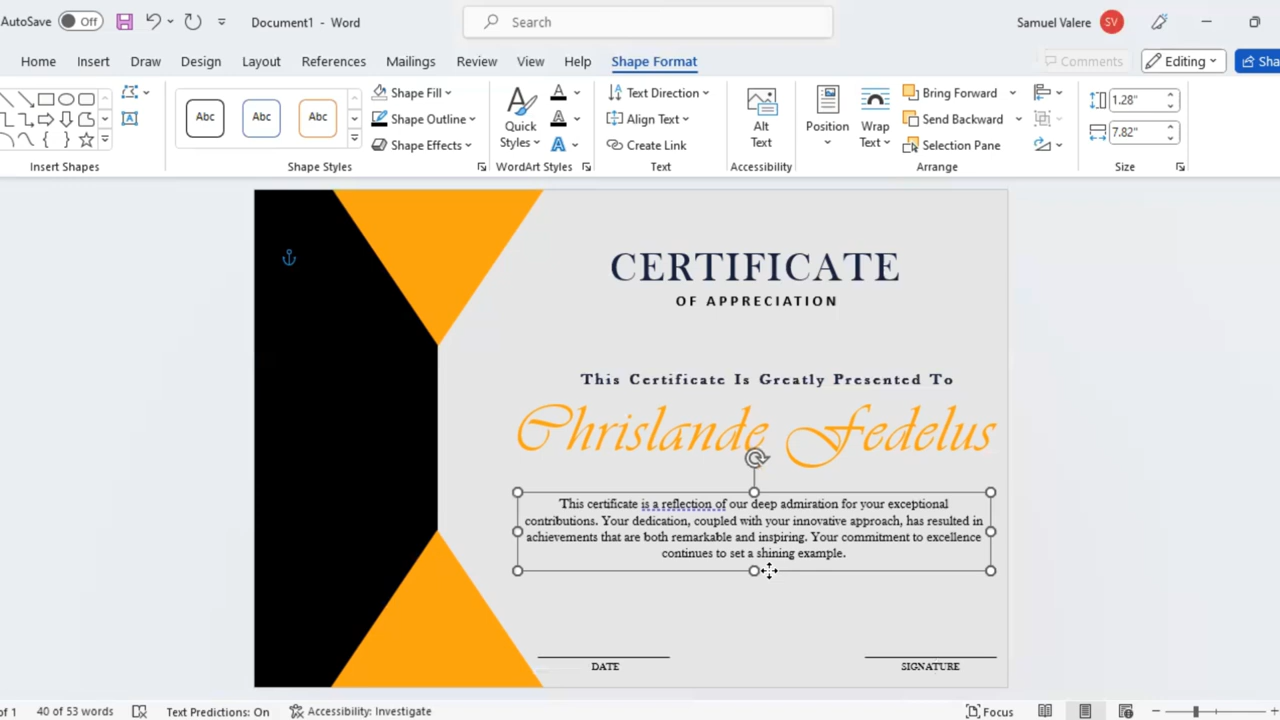 AutoSave Off Document1 - Word Search Samuel Valere SV
Home Insert Draw Design Layout References Mailings Review View Help Shape Format Comments Editing Sha
Abc Abc Abc
Shape Fill
Shape Outline
Shape Effects
Quick
Styles
A
A
A
Text Direction
Align Text
Create Link
Alt
Text
Position
Wrap
Text
Bring Forward
Send Backward
Selection Pane
1.28"
7.82"
Insert Shapes Shape Styles WordArt Styles Text Accessibility Arrange Size
CERTIFICATE
OF APPRECIATION
This Certificate Is Greatly Presented To
Chrislande Fedelus
This certificate is a reflection of our deep admiration for your exceptional
contributions. Your dedication, coupled with your innovative approach, has resulted in
achievements that are both remarkable and inspiring. Your commitment to excellence
continues to set a shining example.
DATE SIGNATURE
of 1 40 of 53 words Text Predictions: On Accessibility: Investigate Focus